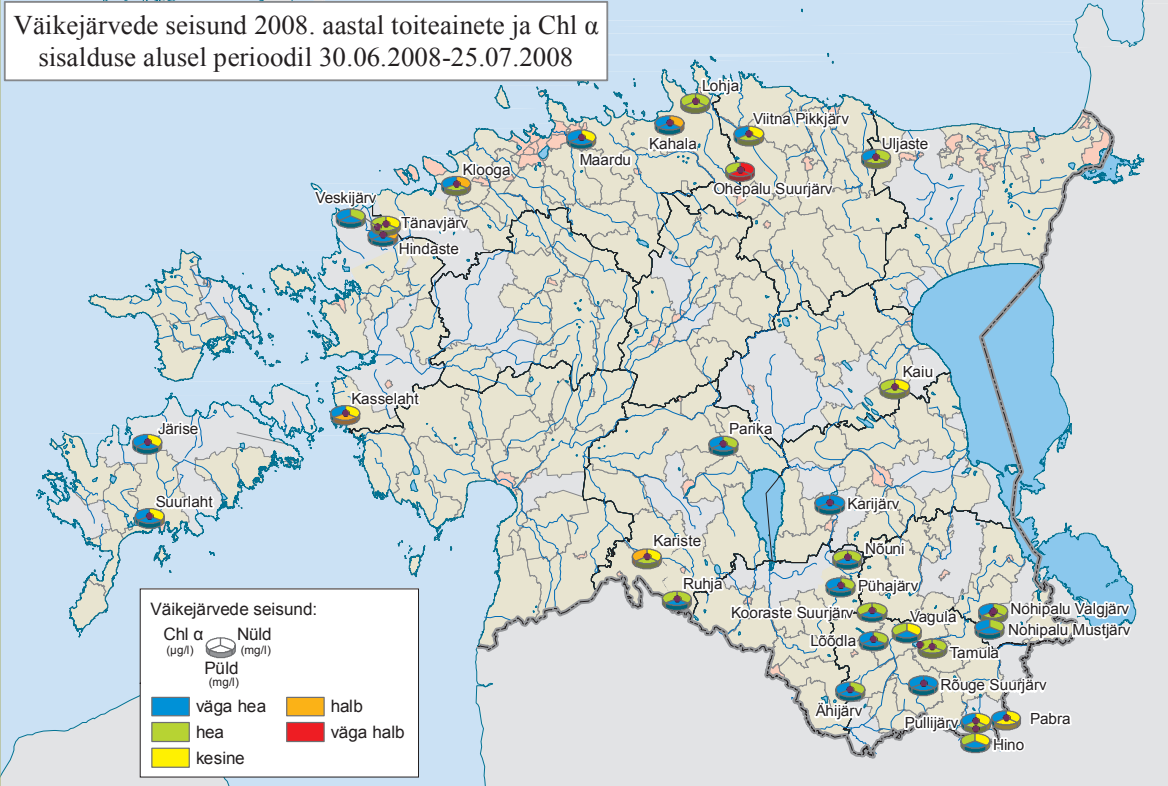 Väikejärvede seisund 2008. aastal toiteainete ja Chl α
sisalduse alusel perioodil 30.06.2008-25.07.2008
Lohja
Viitna Pikkjärv
Kahala
Uljaste
Maardu
Klooga
Ohepalu Suurjärv
Veskijärv
Tänavjärv
Hindaste
Kaiu
Kasselaht
Järise
Parika
Suurlaht
Karijärv
Kariste
Nõuni
Ruhja
Pühajärv
Kooraste Suurjärv
Vagula
Nohipalu Valgjärv
Nohipalu Mustjärv
Lõõdla
Tamula
Rõuge Suurjärv
Ähijärv
Pullijärv
Pabra
Hino
Väikejärvede seisund:
Chl α Nüld
(µg/l) (mg/l)
Püld
(mg/l)
väga hea halb
hea väga halb
kesine